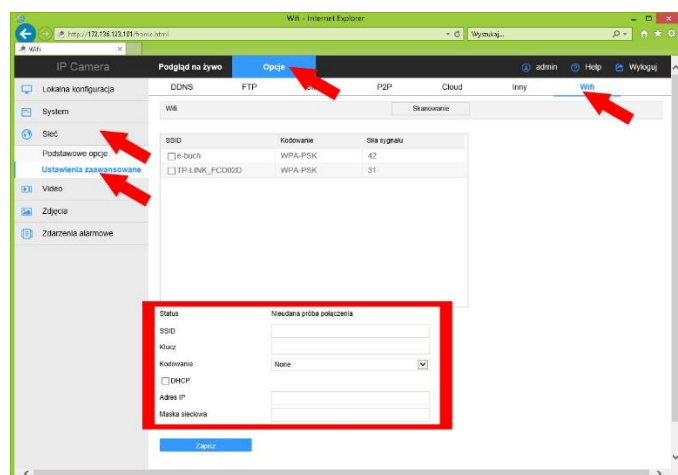 Wifi - Internet Explorer
http://172.136.123.181/frame.html
Wyszukaj...
Wifi
IP Camera
Podgląd na żywo
Opcje
admin
Help
Wyloguj
Lokalna konfiguracja
DDNS
FTP
P2P
Cloud
Inny
Wifi
System
Wifi
Skanowanie
Sieć
SSID
Kodowanie
Siła sygnału
Podstawowe opcje
e-buch
WPA-PSK
42
Ustawienia zaawansowane
TP-LINK_FCD02D
WPA-PSK
31
Video
Zdjęcia
Zdarzenia alarmowe
Status
Nieudana próba połączenia
SSID
Klucz
Kodowanie
None
DHCP
Adres IP
Maska sieciowa
Zapisz